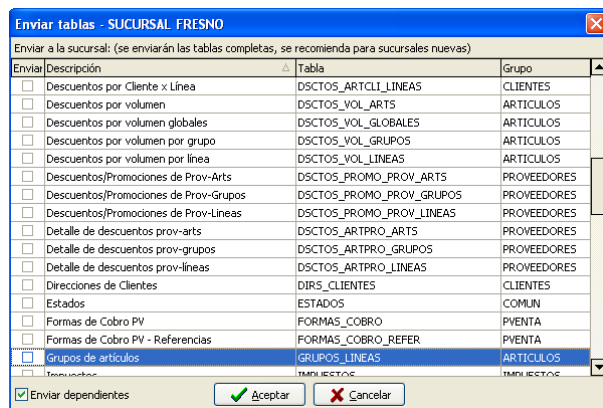 Enviar tablas - SUCURSAL FRESNO
Enviar a la sucursal: (se enviarán las tablas completas, se recomienda para sucursales nuevas)
Enviar Descripción Tabla Grupo
Descuentos por Cliente x Línea DSCTOS_ARTCLI_LINEAS CLIENTES
Descuentos por volumen DSCTOS_VOL_ARTS ARTICULOS
Descuentos por volumen globales DSCTOS_VOL_GLOBALES ARTICULOS
Descuentos por volumen por grupo DSCTOS_VOL_GRUPOS ARTICULOS
Descuentos por volumen por línea DSCTOS_VOL_LINEAS ARTICULOS
Descuentos/Promociones de Prov-Arts DSCTOS_PROMO_PROV_ARTS PROVEEDORES
Descuentos/Promociones de Prov-Grupos DSCTOS_PROMO_PROV_GRUPOS PROVEEDORES
Descuentos/Promociones de Prov-Lineas DSCTOS_PROMO_PROV_LINEAS PROVEEDORES
Detalle de descuentos prov-arts DSCTOS_ARTPRO_ARTS PROVEEDORES
Detalle de descuentos prov-grupos DSCTOS_ARTPRO_GRUPOS PROVEEDORES
Detalle de descuentos prov-líneas DSCTOS_ARTPRO_LINEAS PROVEEDORES
Direcciones de Clientes DIRS_CLIENTES CLIENTES
Estados ESTADOS COMUN
Formas de Cobro PV FORMAS_COBRO PVENTA
Formas de Cobro PV - Referencias FORMAS_COBRO_REFER PVENTA
Grupos de artículos GRUPOS_LINEAS ARTICULOS
Impuestos IMPUESTOS ARTICULOS
Enviar dependientes Aceptar Cancelar